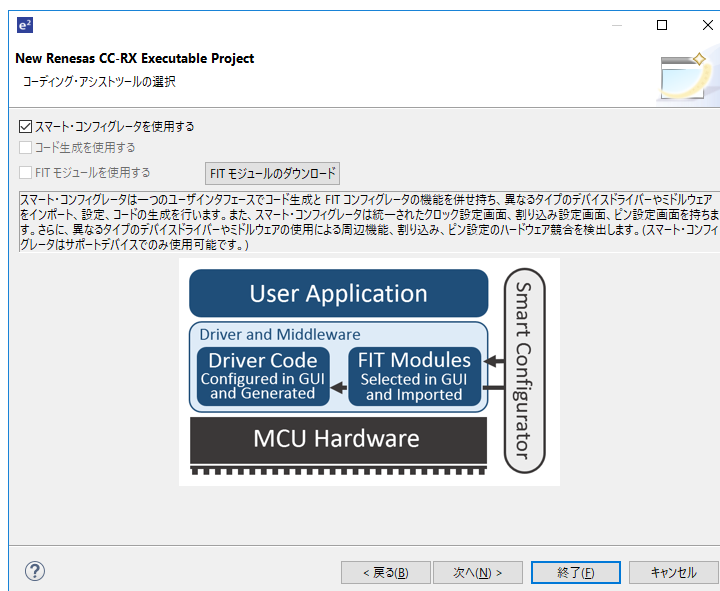 e²
New Renesas CC-RX Executable Project
コーディング・アシストツールの選択
スマート・コンフィグレータを使用する
コード生成を使用する
FIT モジュールを使用する
FIT モジュールのダウンロード
スマート・コンフィグレータは一つのユーザインタフェースでコード生成と FIT コンフィグレータの機能を併せ持ち、異なるタイプのデバイスドライバーやミドルウェア
をインポート、設定、コードの生成を行います。また、スマート・コンフィグレータは統一されたクロック設定画面、割り込み設定画面、ピン設定画面を持ちま
す。さらに、異なるタイプのデバイスドライバーやミドルウェアの使用による周辺機能、割り込み、ピン設定のハードウェア競合を検出します。(スマート・コンフィ
グレータはサポートデバイスでのみ使用可能です。)
User Application
Driver and Middleware
Driver Code
Configured in GUI
and Generated
FIT Modules
Selected in GUI
and Imported
MCU Hardware
Smart Configurator
?
< 戻る(B)
次へ(N) >
終了(F)
キャンセル